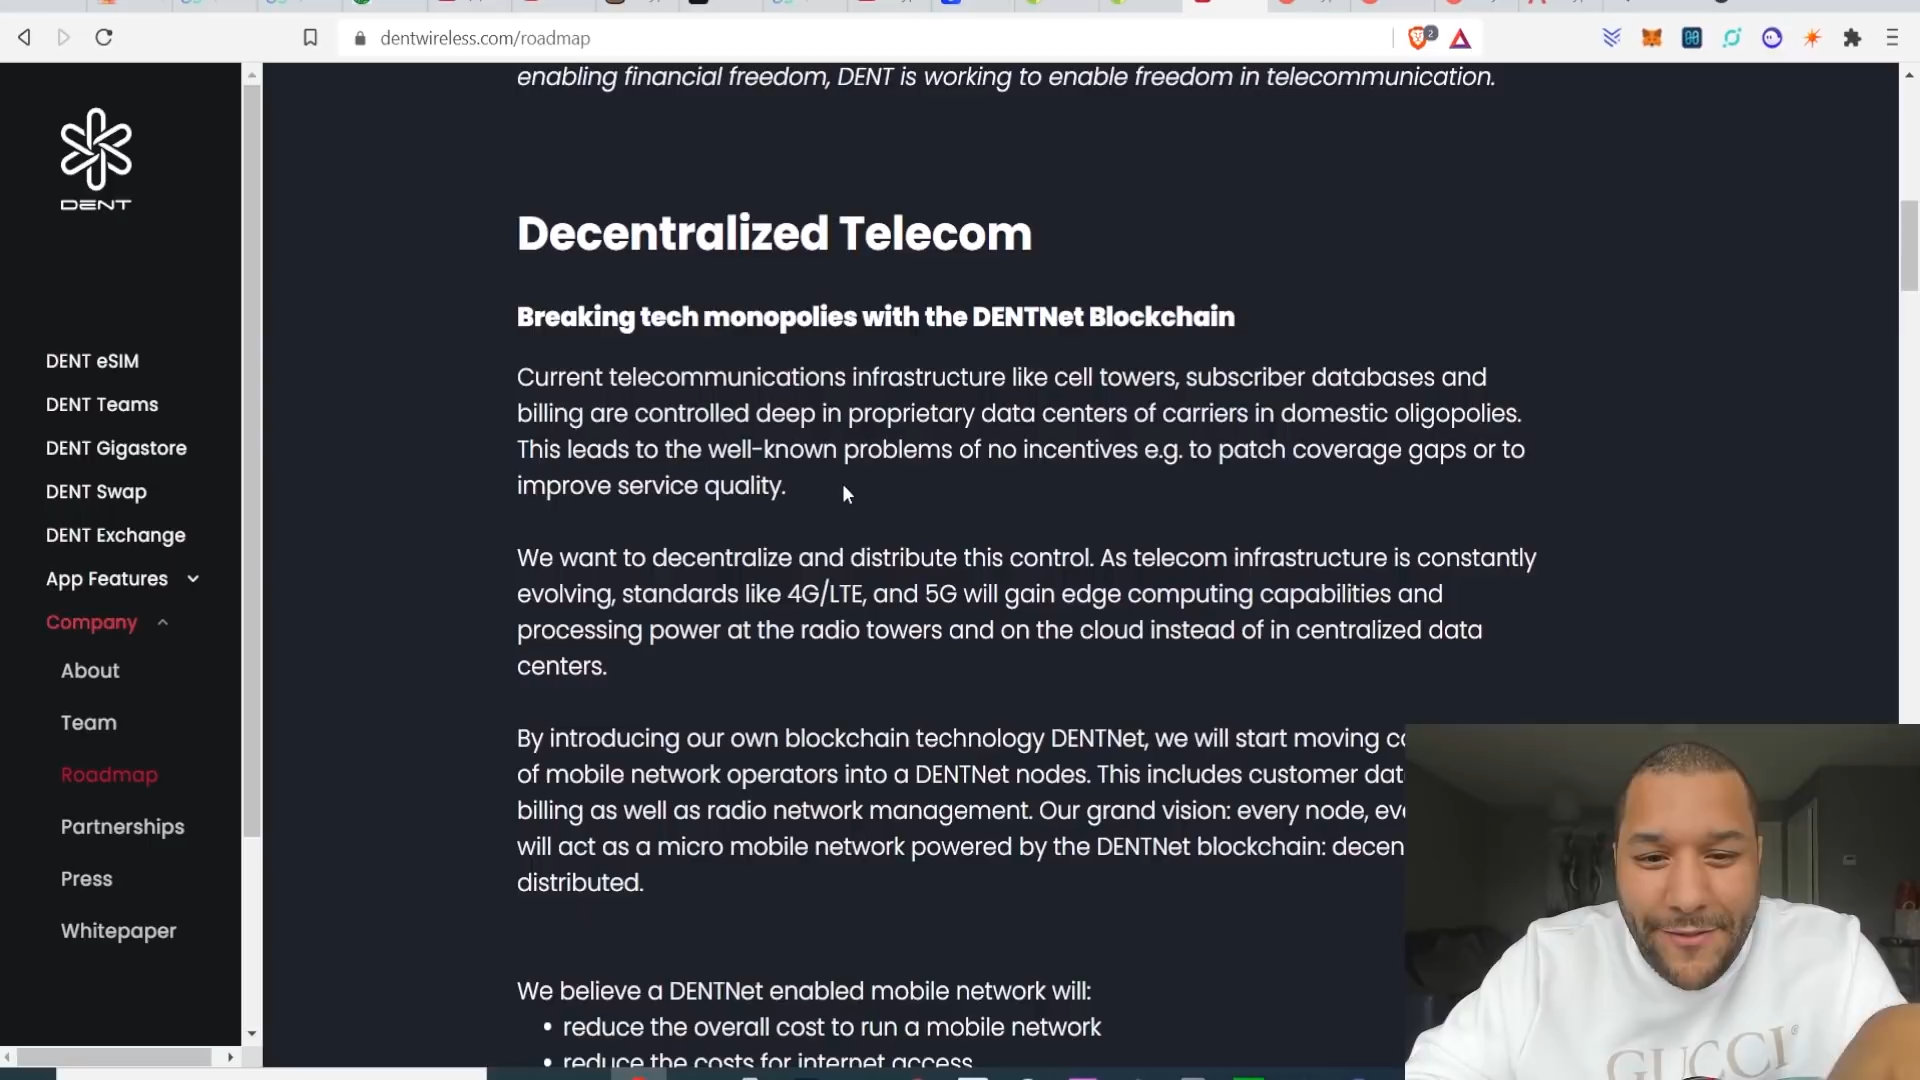 dentwireless.com/roadmap
2
enabling financial freedom, DENT is working to enable freedom in telecommunication.
DENT
Decentralized Telecom
Breaking tech monopolies with the DENTNet Blockchain
Current telecommunications infrastructure like cell towers, subscriber databases and
billing are controlled deep in proprietary data centers of carriers in domestic oligopolies.
This leads to the well-known problems of no incentives e.g. to patch coverage gaps or to
improve service quality.
We want to decentralize and distribute this control. As telecom infrastructure is constantly
evolving, standards like 4G/LTE, and 5G will gain edge computing capabilities and
processing power at the radio towers and on the cloud instead of in centralized data
centers.
By introducing our own blockchain technology DENTNet, we will start moving
of mobile network operators into a DENTNet nodes. This includes customer
billing as well as radio network management. Our grand vision: every node,
will act as a micro mobile network powered by the DENTNet blockchain:
distributed.
We believe a DENTNet enabled mobile network will:
• reduce the overall cost to run a mobile network
• reduce the costs for internet access
DENT eSIM
DENT Teams
DENT Gigastore
DENT Swap
DENT Exchange
App Features
Company
About
Team
Roadmap
Partnerships
Press
Whitepaper
GUCCI